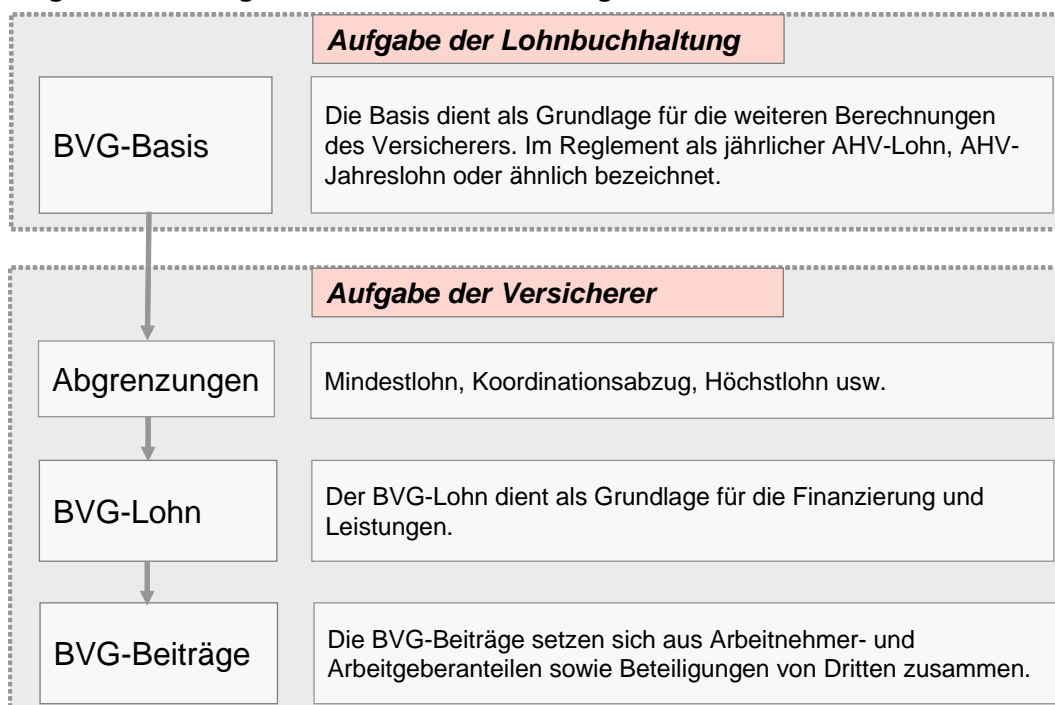 Aufgabe der Lohnbuchhaltung
BVG-Basis
Die Basis dient als Grundlage für die weiteren Berechnungen
des Versicherers. Im Reglement als jährlicher AHV-Lohn, AHV-
Jahreslohn oder ähnlich bezeichnet.
Aufgabe der Versicherer
Abgrenzungen
Mindestlohn, Koordinationsabzug, Höchstlohn usw.
BVG-Lohn
Der BVG-Lohn dient als Grundlage für die Finanzierung und
Leistungen.
BVG-Beiträge
Die BVG-Beiträge setzen sich aus Arbeitnehmer- und
Arbeitgeberanteilen sowie Beteiligungen von Dritten zusammen.